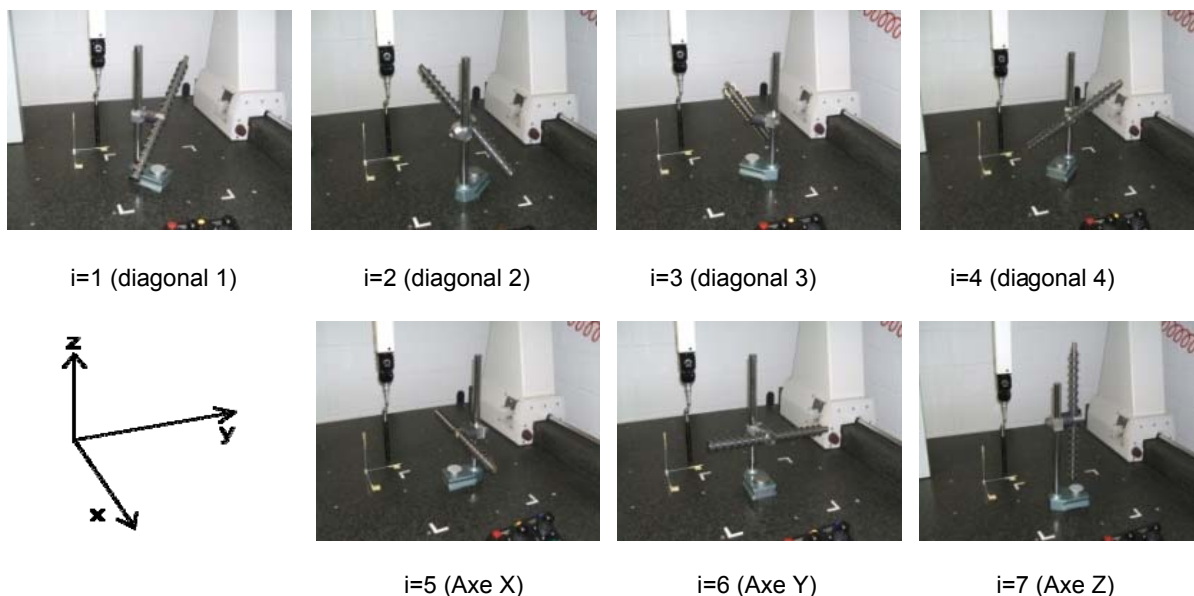 i=1 (diagonal 1)
i=2 (diagonal 2)
i=3 (diagonal 3)
i=4 (diagonal 4)
z
y
x
i=5 (Axe X)
i=6 (Axe Y)
i=7 (Axe Z)